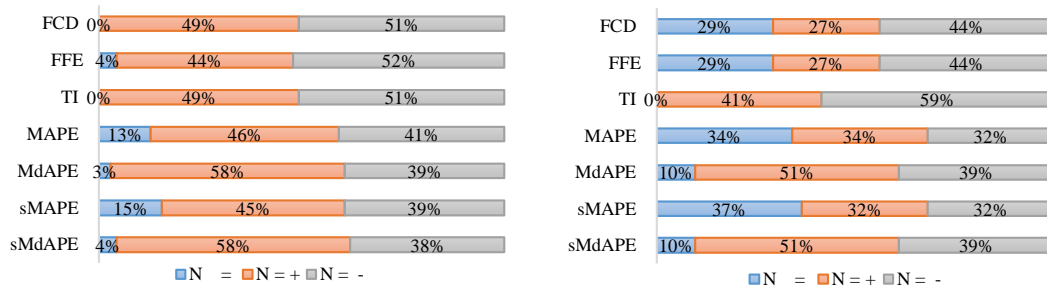 FCD 0% 49% 51%
FFE 4% 44% 52%
TI 0% 49% 51%
MAPE 13% 46% 41%
MdAPE 3% 58% 39%
sMAPE 15% 45% 39%
sMdAPE 4% 58% 38%
N = N = + N = -
FCD 29% 27% 44%
FFE 29% 27% 44%
TI 0% 41% 59%
MAPE 34% 34% 32%
MdAPE 10% 51% 39%
sMAPE 37% 32% 32%
sMdAPE 10% 51% 39%
N = N = + N = -